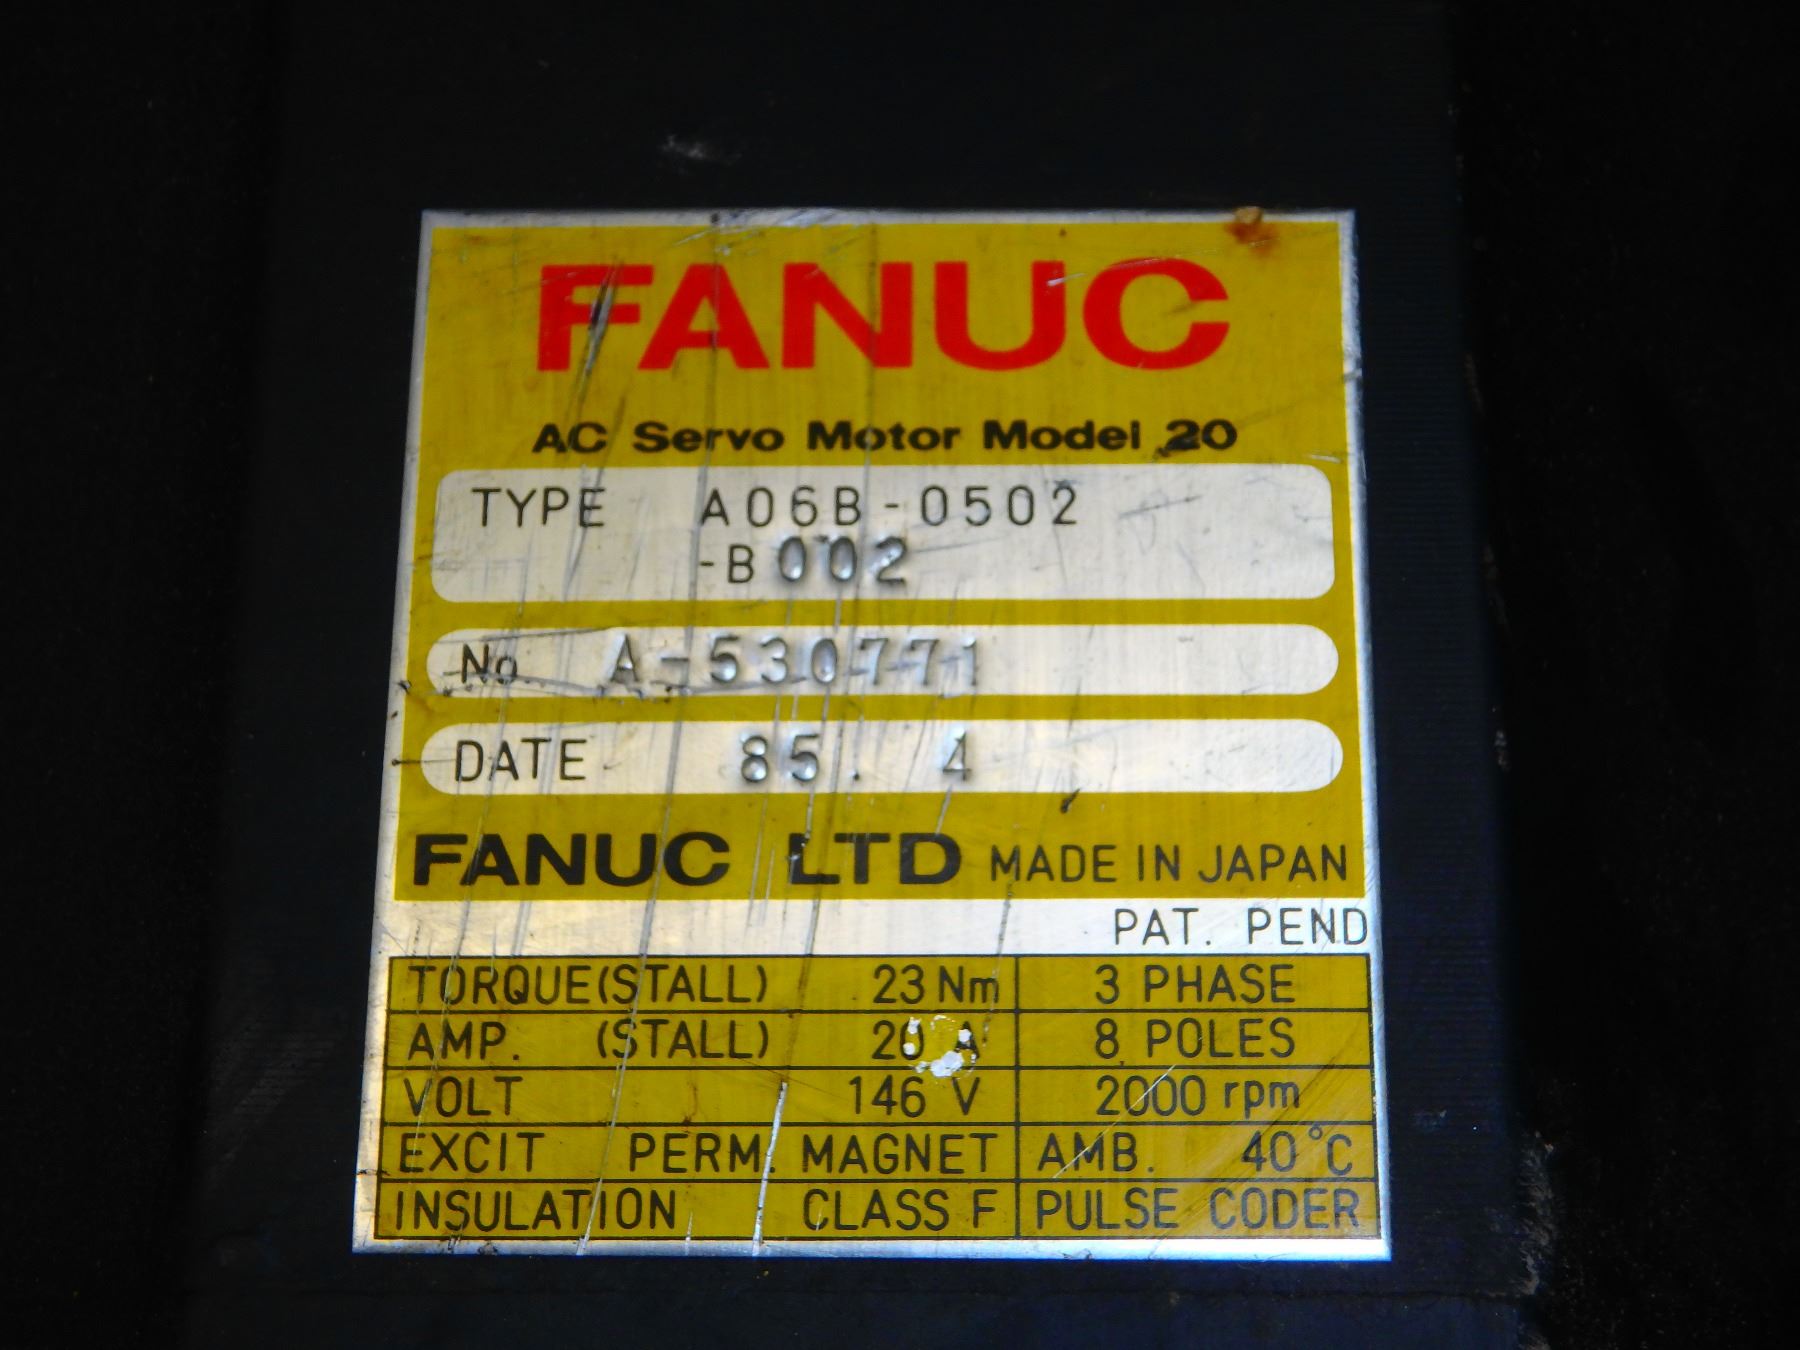 FANUC
AC Servo Motor Model 20
TYPE A06B-0502
-B002
No. A-530771
DATE 85. 4
FANUC LTD MADE IN JAPAN
PAT. PEND
TORQUE(STALL) 23 Nm 3 PHASE
AMP. (STALL) 20 A 8 POLES
VOLT 146 V 2000 rpm
EXCIT PERM. MAGNET AMB. 40°C
INSULATION CLASS F PULSE CODER